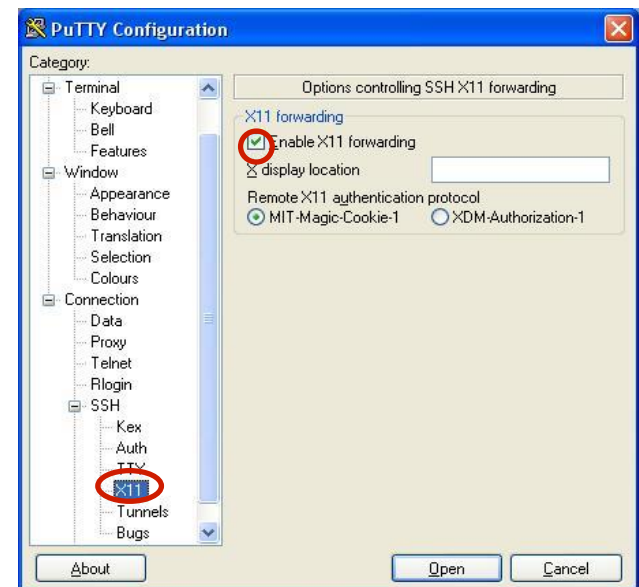 PuTTY Configuration
Category:
Terminal
Keyboard
Bell
Features
Window
Appearance
Behaviour
Translation
Selection
Colours
Connection
Data
Proxy
Telnet
Rlogin
SSH
Kex
Auth
TTY
X11
Tunnels
Bugs
Options controlling SSH X11 forwarding
X11 forwarding
Enable X11 forwarding
X display location
Remote X11 authentication protocol
MIT-Magic-Cookie-1 XDM-Authorization-1
About Open Cancel